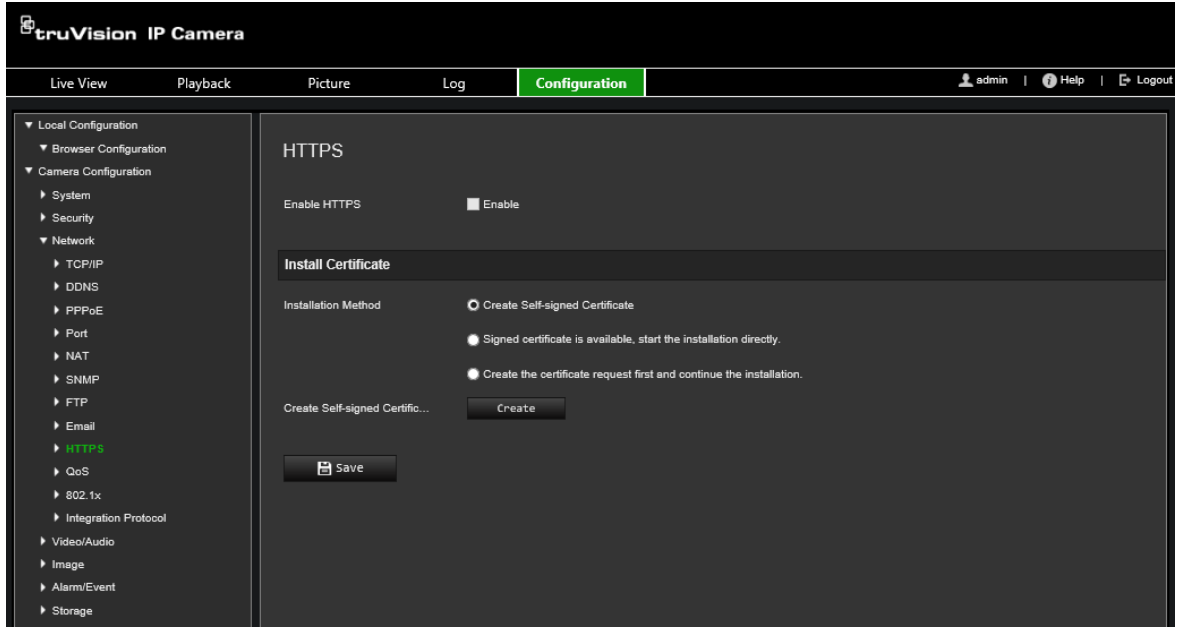 truVision IP Camera
Live View Playback Picture Log Configuration admin | Help | Logout
Local Configuration
Browser Configuration
Camera Configuration
System
Security
Network
TCP/IP
DDNS
PPPoE
Port
NAT
SNMP
FTP
Email
HTTPS
QoS
802.1x
Integration Protocol
Video/Audio
Image
Alarm/Event
Storage
HTTPS
Enable HTTPS Enable
Install Certificate
Installation Method Create Self-signed Certificate
Signed certificate is available, start the installation directly.
Create the certificate request first and continue the installation.
Create Self-signed Certific... Create
Save